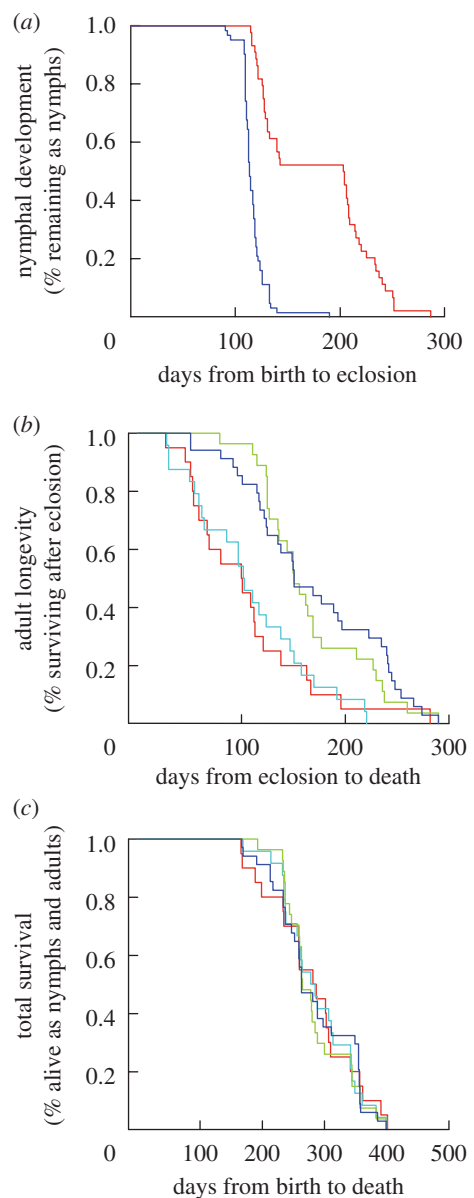 (a)
nymphal development
(% remaining as nymphs)
1.0
0.8
0.6
0.4
0.2
0
100
200
300
days from birth to eclosion
(b)
adult longevity
(% surviving after eclosion)
1.0
0.8
0.6
0.4
0.2
0
100
200
300
days from eclosion to death
(c)
total survival
(% alive as nymphs and adults)
1.0
0.8
0.6
0.4
0.2
0
100
200
300
400
500
days from birth to death